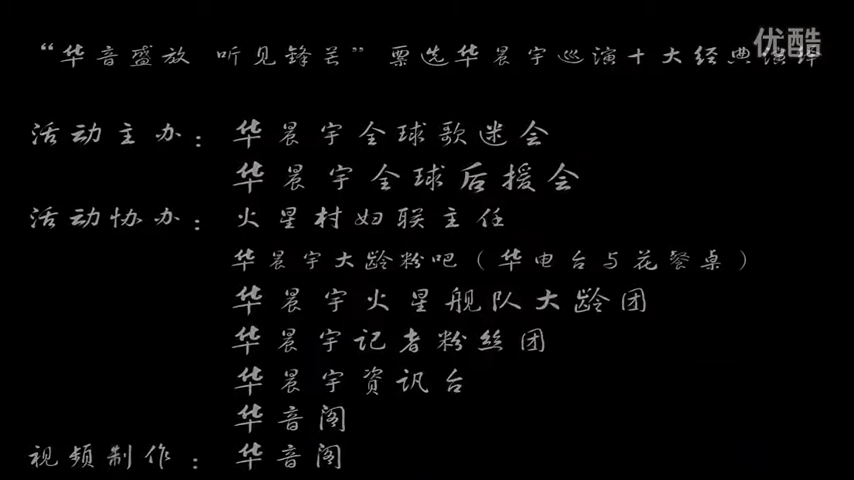 优酷
“华音盛放 听见锋芒”票选华晨宇巡演十大经典演绎
活动主办：华晨宇全球歌迷会
华晨宇全球后援会
活动协办：火星村妇联主任
华晨宇大龄粉吧（华电台与花餐桌）
华晨宇火星舰队大龄团
华晨宇记者粉丝团
华晨宇資讯台
华音阁
视频制作：华音阁